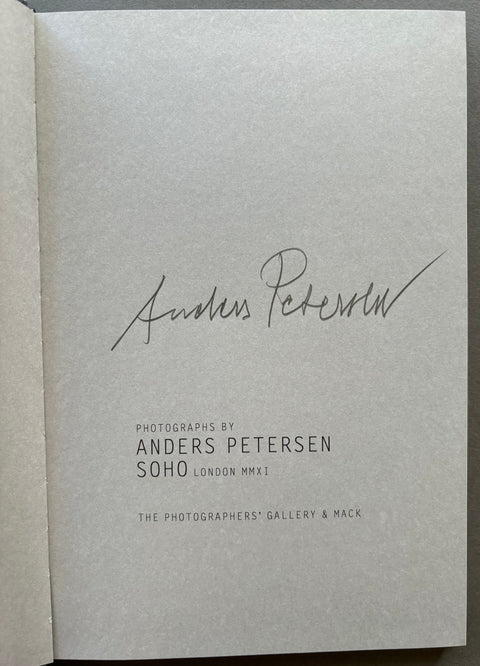 Anders Petersen
PHOTOGRAPHS BY
ANDERS PETERSEN
SOHO LONDON MMXI
THE PHOTOGRAPHERS' GALLERY & MACK